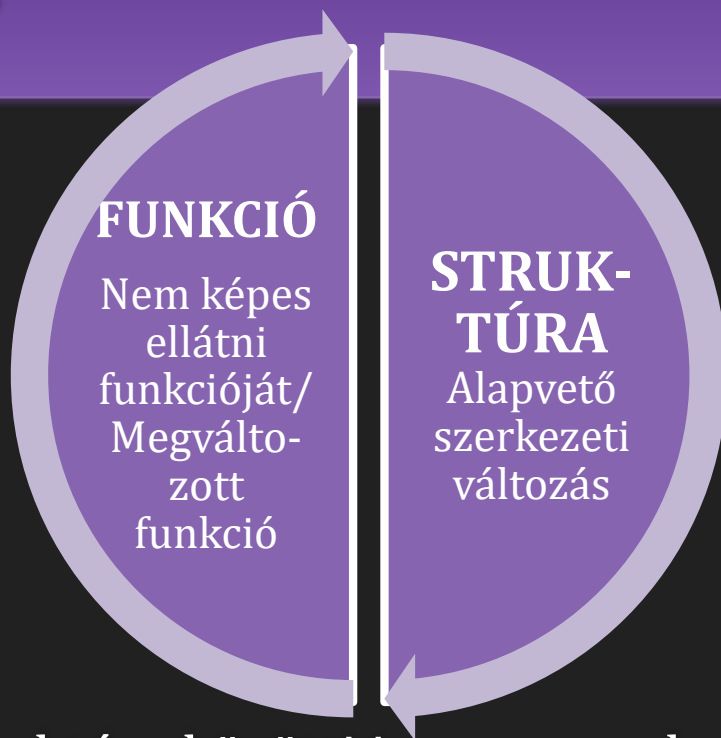 FUNKCIÓ
Nem képes
ellátni
funkcióját/
Megválto-
zott
funkció
STRUK-
TÚRA
Alapvető
szerkezeti
változás